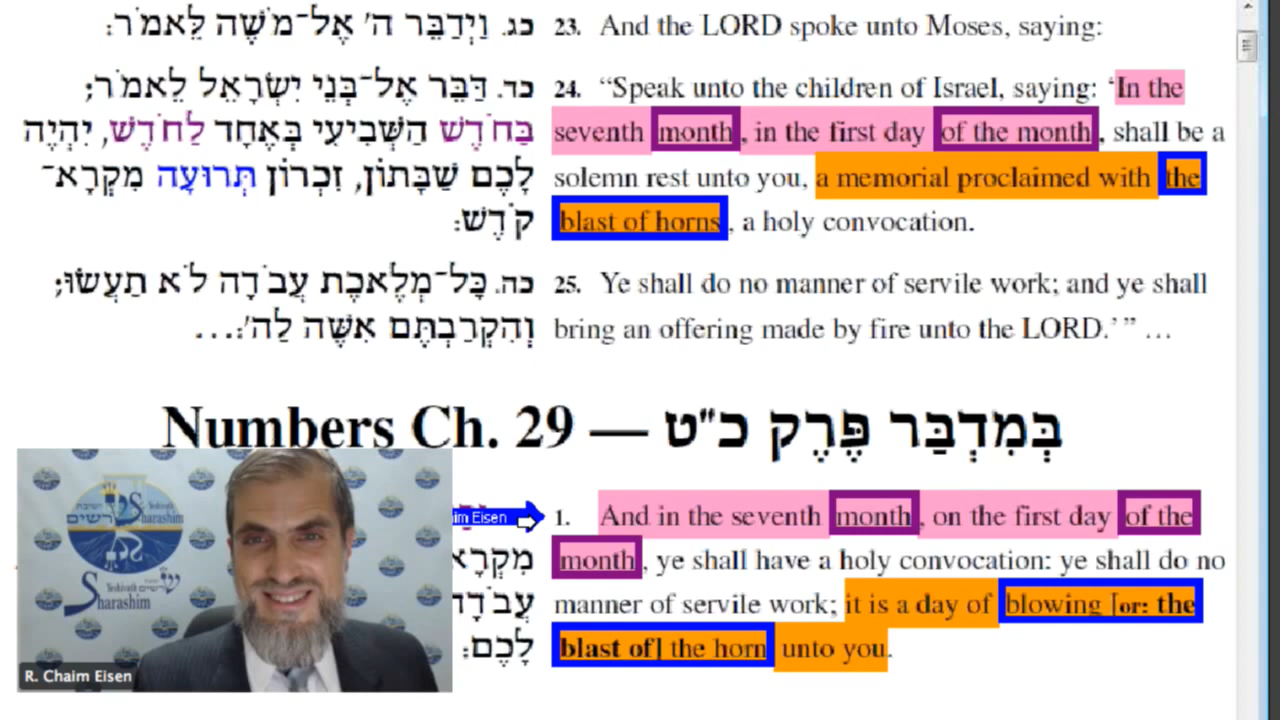 כג. וַיְדַבֵּר ה' אֶל־מֹשֶׁה לֵּאמֹר:
23. And the LORD spoke unto Moses, saying:
כד. דַּבֵּר אֶל־בְּנֵי יִשְׂרָאֵל לֵאמֹר;
בַּחֹדֶשׁ הַשְּׁבִיעִי בְּאֶחָד לַחֹדֶשׁ, יִהְיֶה
לָכֶם שַׁבָּתוֹן, זִכְרוֹן תְּרוּעָה מִקְרָא־
קֹדֶשׁ:
24. “Speak unto the children of Israel, saying: ‘In the
seventh month, in the first day of the month, shall be a
solemn rest unto you, a memorial proclaimed with the
blast of horns, a holy convocation.
כה. כָּל־מְלֶאכֶת עֲבֹדָה לֹא תַעֲשׂוּ;
וְהִקְרַבְתֶּם אִשֶּׁה לַה':...
25. Ye shall do no manner of servile work; and ye shall
bring an offering made by fire unto the LORD.’ ” …
Numbers Ch. 29 — בְּמִדְבַּר פֶּרֶק כ"ט
im Eisen
מִקְרָא
עֲבֹדָה
לָכֶם:
1. And in the seventh month, on the first day of the
month, ye shall have a holy convocation: ye shall do no
manner of servile work; it is a day of blowing [or: the
blast of] the horn unto you.
ישיבת שרשים
Yeshivath Sharashim
R. Chaim Eisen